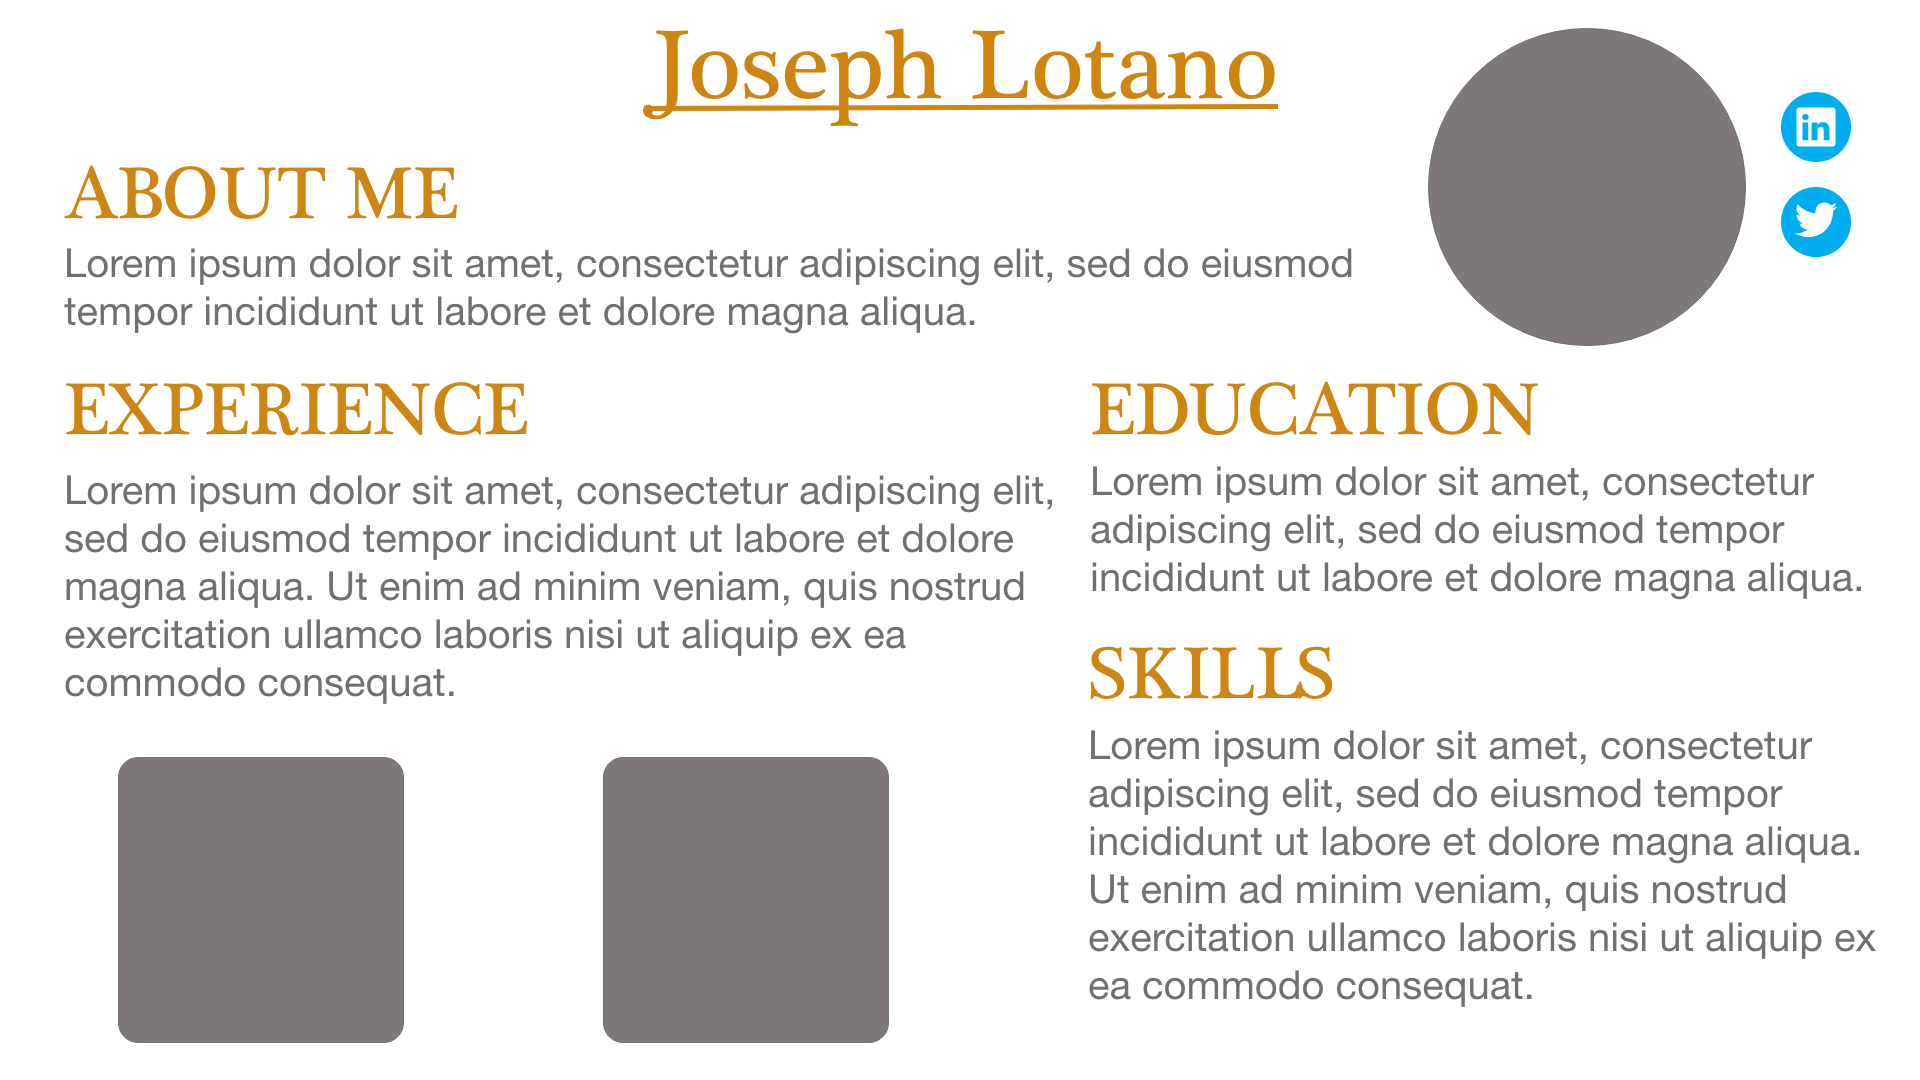 Joseph Lotano
ABOUT ME
Lorem ipsum dolor sit amet, consectetur adipiscing elit, sed do eiusmod
tempor incididunt ut labore et dolore magna aliqua.
EXPERIENCE
Lorem ipsum dolor sit amet, consectetur adipiscing elit,
sed do eiusmod tempor incididunt ut labore et dolore
magna aliqua. Ut enim ad minim veniam, quis nostrud
exercitation ullamco laboris nisi ut aliquip ex ea
commodo consequat.
EDUCATION
Lorem ipsum dolor sit amet, consectetur
adipiscing elit, sed do eiusmod tempor
incididunt ut labore et dolore magna aliqua.
SKILLS
Lorem ipsum dolor sit amet, consectetur
adipiscing elit, sed do eiusmod tempor
incididunt ut labore et dolore magna aliqua.
Ut enim ad minim veniam, quis nostrud
exercitation ullamco laboris nisi ut aliquip ex
ea commodo consequat.
in